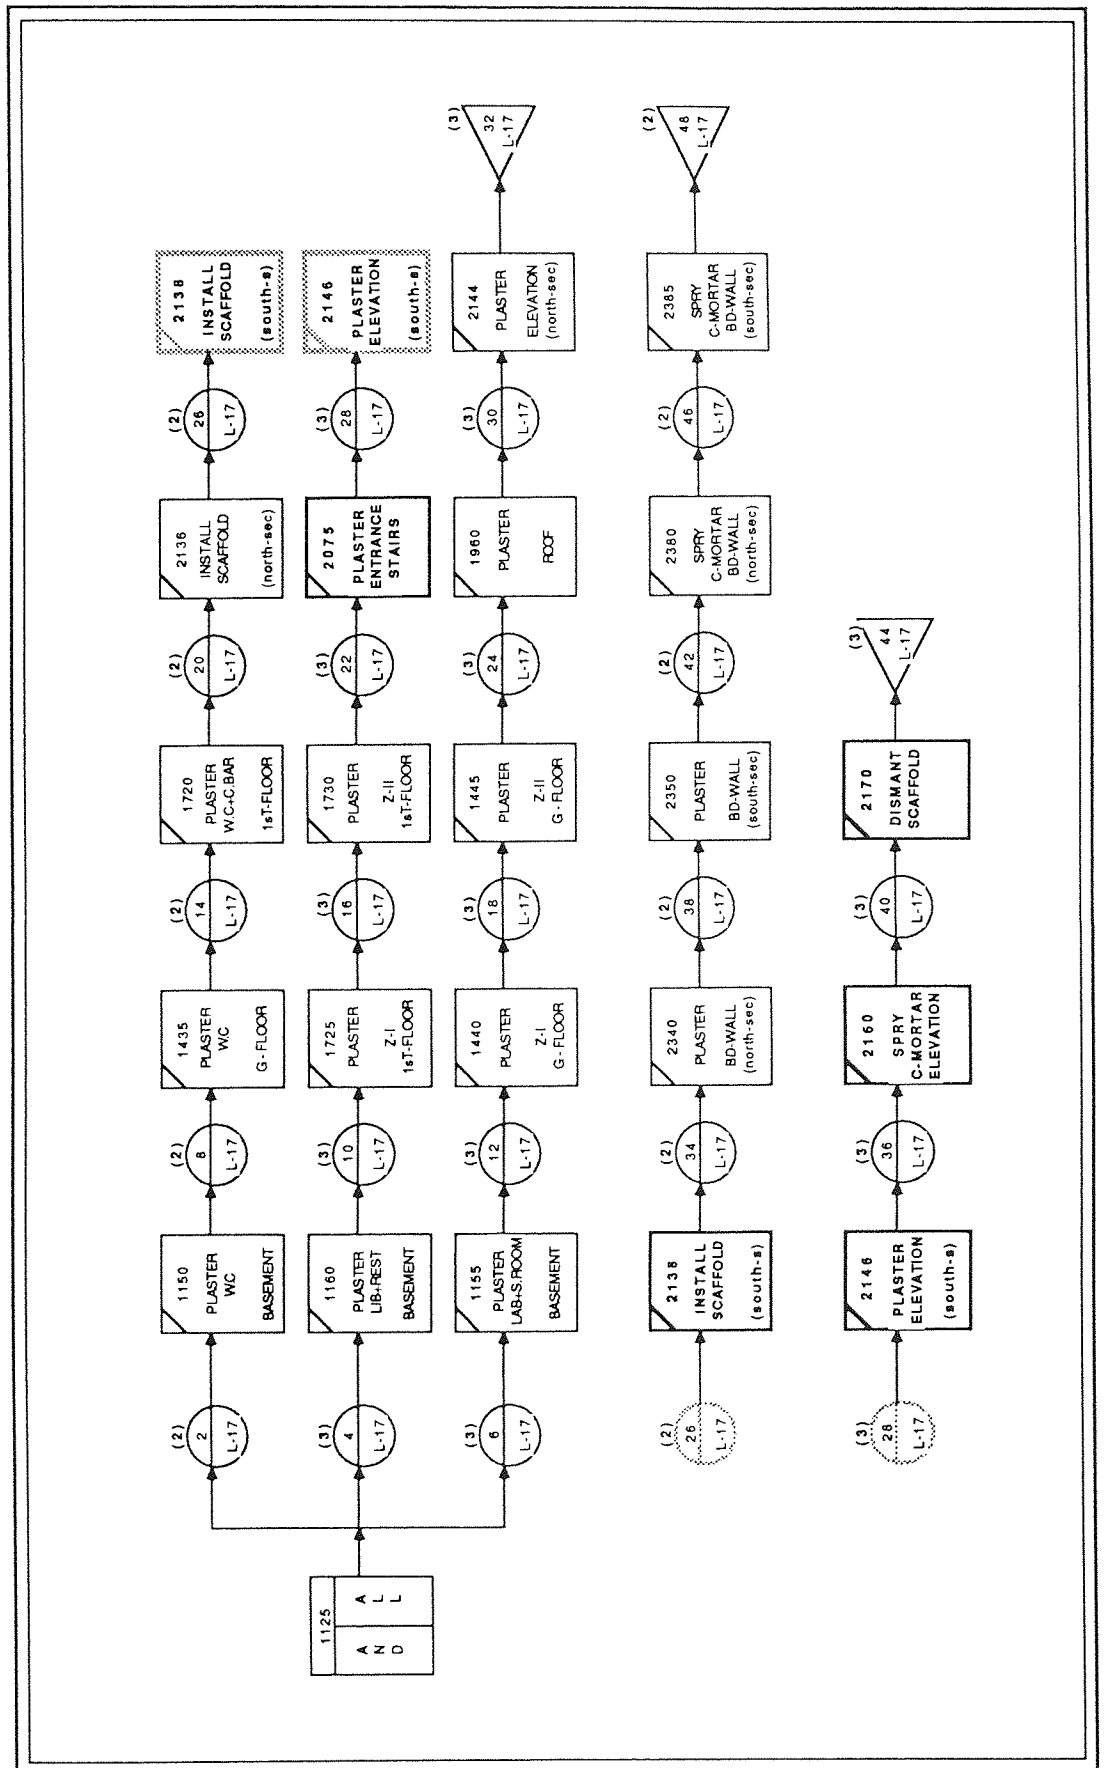 1125
A A
N L
D L
(2)
2
L-17
1150
PLASTER
W.C
BASEMENT
(2)
8
L-17
1435
PLASTER
W.C
G-FLOOR
(2)
14
L-17
1720
PLASTER
W.C+C.BAR
1sT-FLOOR
(2)
20
L-17
2136
INSTALL
SCAFFOLD
(north-sec)
(2)
26
L-17
2138
INSTALL
SCAFFOLD
(south-s)
(3)
4
L-17
1160
PLASTER
LIB+REST
BASEMENT
(3)
10
L-17
1725
PLASTER
Z-I
1sT-FLOOR
(3)
16
L-17
1730
PLASTER
Z-II
1sT-FLOOR
(3)
22
L-17
2075
PLASTER
ENTRANCE
STAIRS
(3)
28
L-17
2146
PLASTER
ELEVATION
(south-s)
(3)
6
L-17
1155
PLASTER
LAB+S.ROOM
BASEMENT
(3)
12
L-17
1440
PLASTER
Z-I
G-FLOOR
(3)
18
L-17
1445
PLASTER
Z-II
G-FLOOR
(3)
24
L-17
1960
PLASTER
ROOF
(3)
30
L-17
2144
PLASTER
ELEVATION
(north-sec)
(3)
32
L-17
(2)
26
L-17
2138
INSTALL
SCAFFOLD
(south-s)
(2)
34
L-17
2340
PLASTER
BD-WALL
(north-sec)
(2)
38
L-17
2350
PLASTER
BD-WALL
(south-sec)
(2)
42
L-17
2380
SPRY
C-MORTAR
BD-WALL
(north-sec)
(2)
46
L-17
2385
SPRY
C-MORTAR
BD-WALL
(south-sec)
(2)
48
L-17
(3)
28
L-17
2146
PLASTER
ELEVATION
(south-s)
(3)
36
L-17
2160
SPRY
C-MORTAR
ELEVATION
(3)
40
L-17
2170
DISMANT
SCAFFOLD
(3)
44
L-17